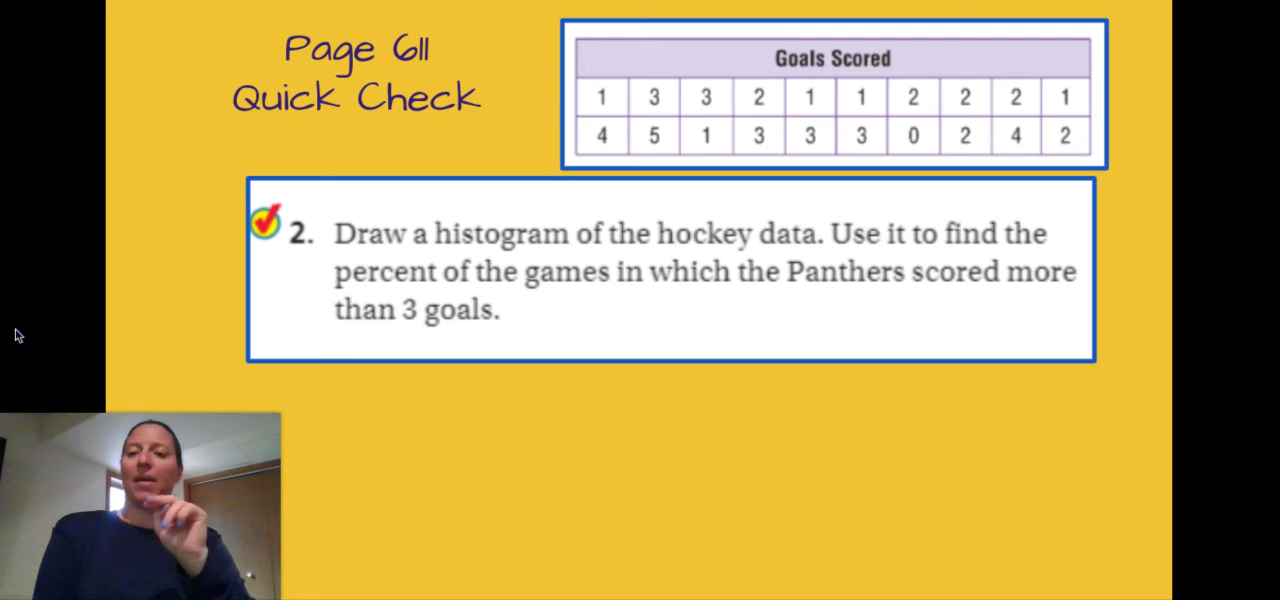 Page 611
Quick Check
Goals Scored
1 3 3 2 1 1 2 2 2 1
4 5 1 3 3 3 0 2 4 2
2. Draw a histogram of the hockey data. Use it to find the
percent of the games in which the Panthers scored more
than 3 goals.